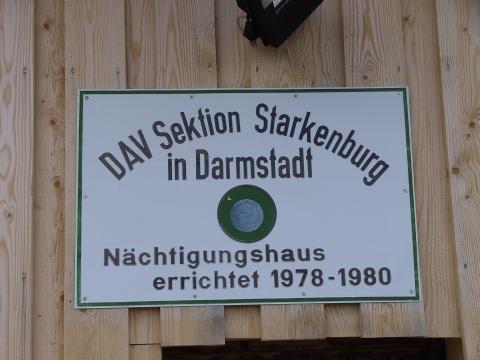 DAV Sektion Starkenburg
in Darmstadt
Nächtigungshaus
errichtet 1978-1980